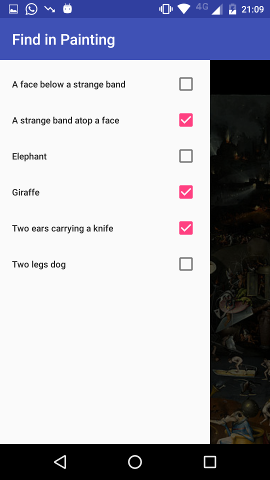 4G
21:09
Find in Painting
A face below a strange band
A strange band atop a face
Elephant
Giraffe
Two ears carrying a knife
Two legs dog